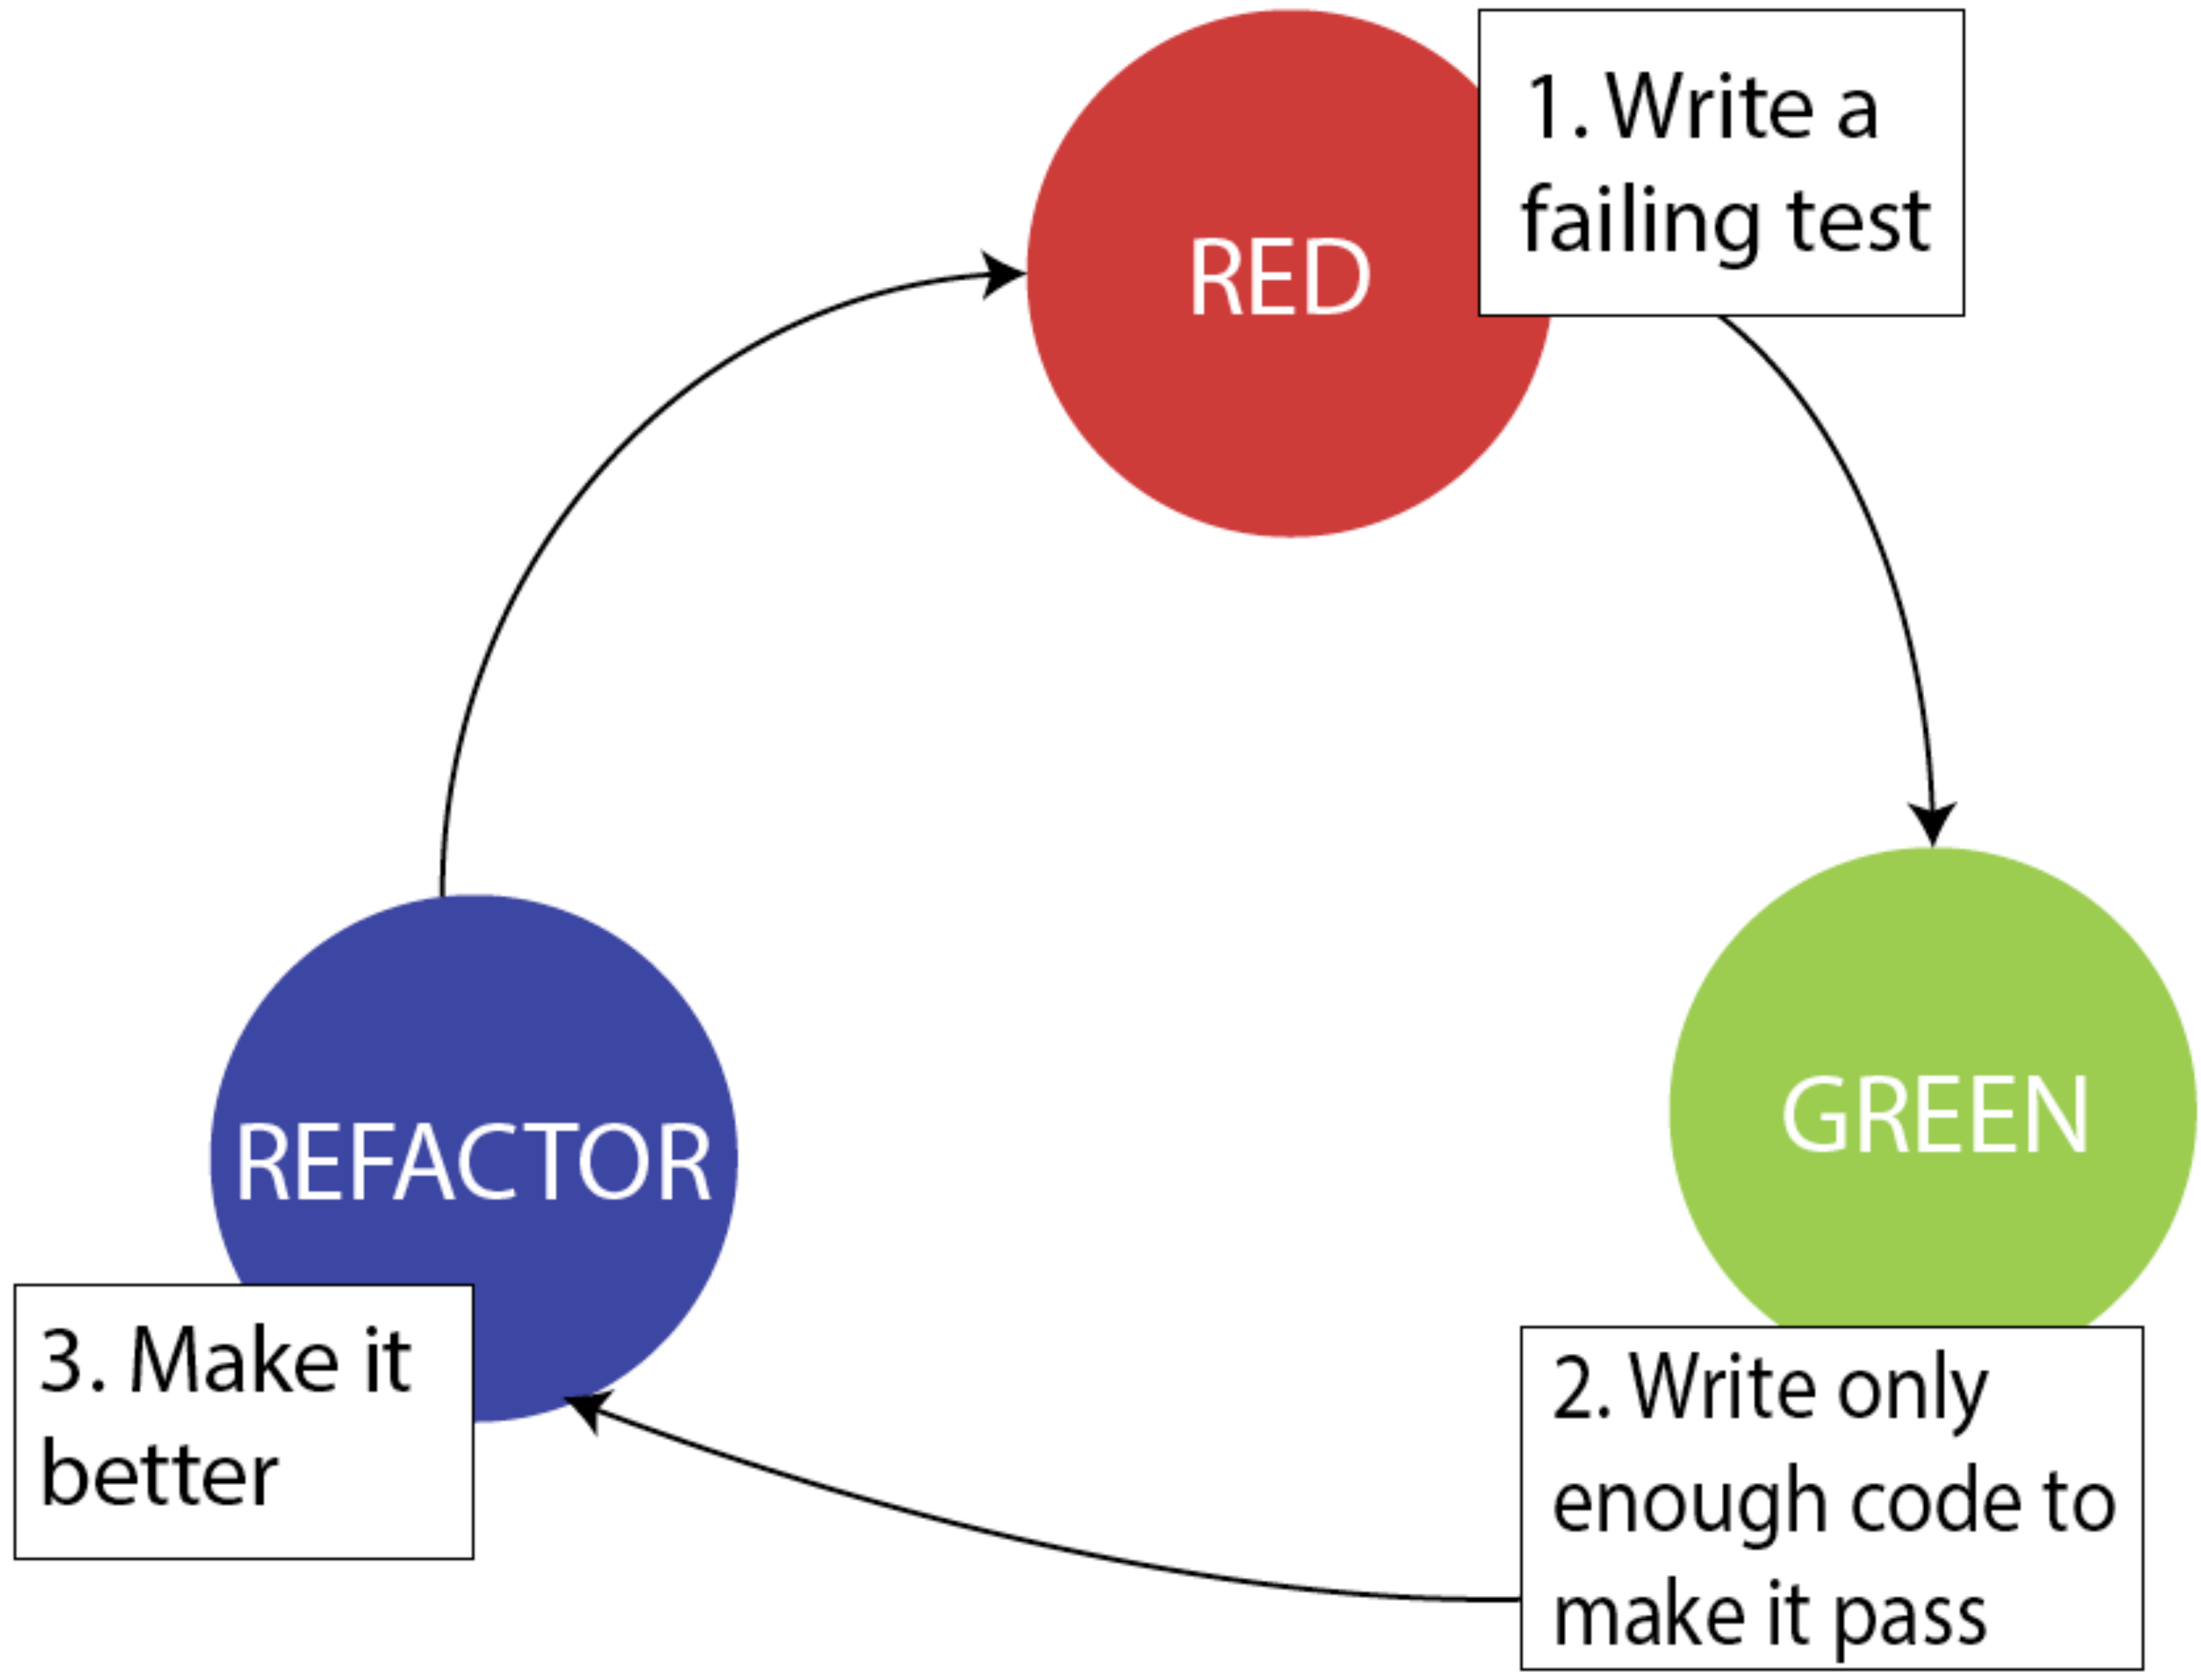 RED
1. Write a
failing test
GREEN
2. Write only
enough code to
make it pass
REFACTOR
3. Make it
better